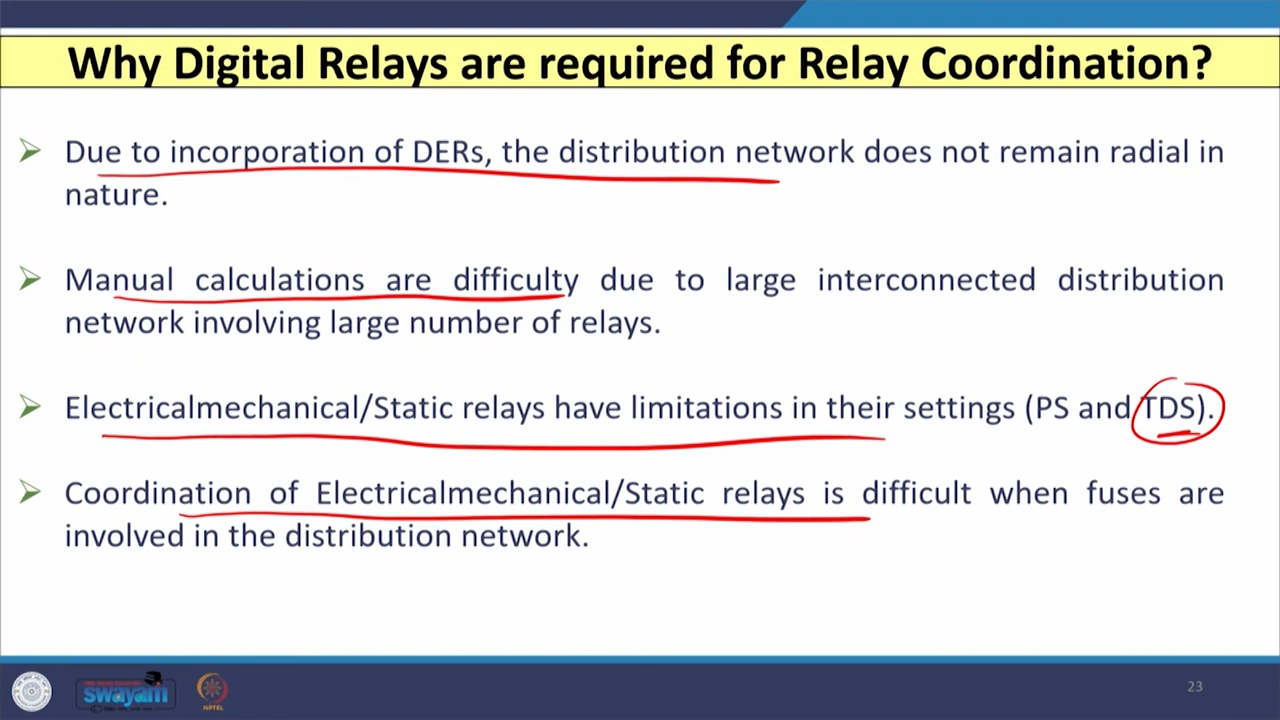 Why Digital Relays are required for Relay Coordination?
Due to incorporation of DERs, the distribution network does not remain radial in
nature.
Manual calculations are difficulty due to large interconnected distribution
network involving large number of relays.
Electricalmechanical/Static relays have limitations in their settings (PS and TDS).
Coordination of Electricalmechanical/Static relays is difficult when fuses are
involved in the distribution network.
swayam
NPTEL
23